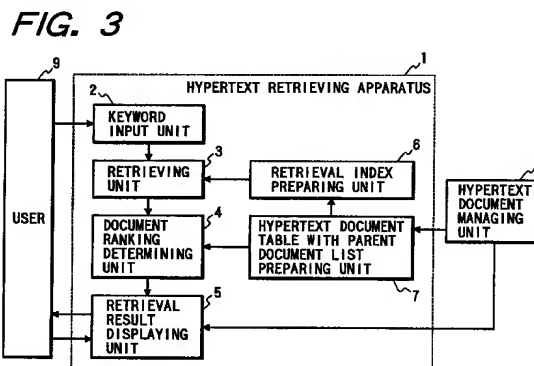 FIG. 3
9
1
HYPERTEXT RETRIEVING APPARATUS
2
KEYWORD
INPUT UNIT
3
RETRIEVING
UNIT
6
RETRIEVAL INDEX
PREPARING UNIT
USER
4
DOCUMENT
RANKING
DETERMINING
UNIT
HYPERTEXT DOCUMENT
TABLE WITH PARENT
DOCUMENT LIST
PREPARING UNIT
7
HYPERTEXT
DOCUMENT
MANAGING
UNIT
5
RETRIEVAL
RESULT
DISPLAYING
UNIT